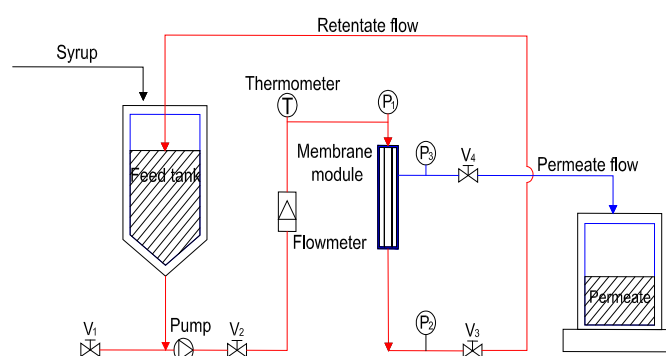 Retentate flow
Syrup
Thermometer
T
P1
Feed tank
Membrane
module
P3
V4
Permeate flow
Flowmeter
Permeate
V1
Pump
V2
P2
V3